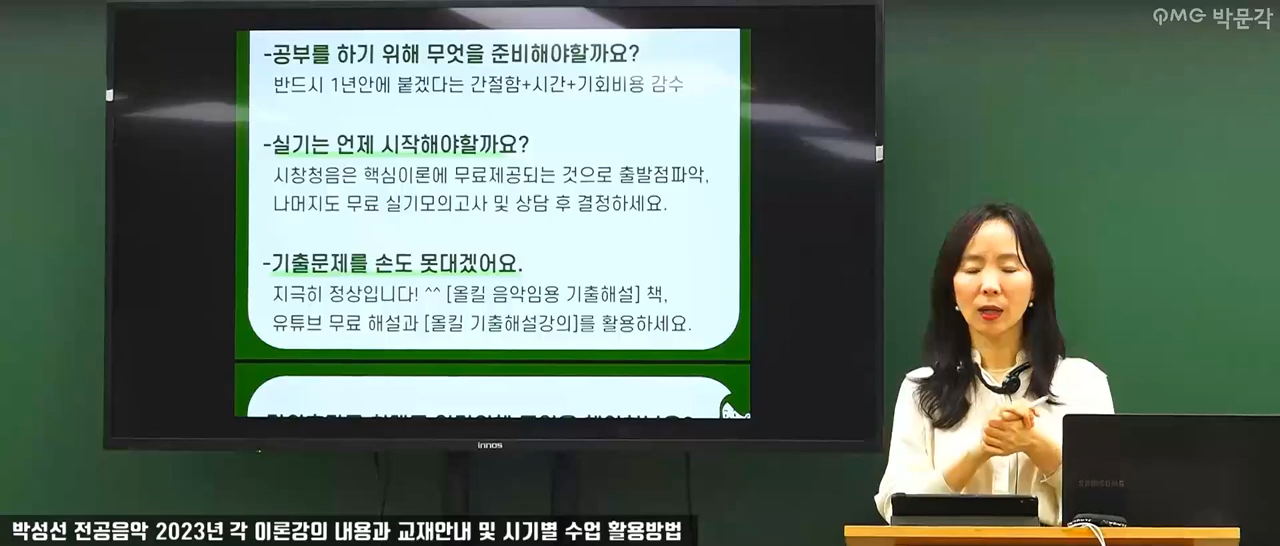 PMG 박문각
-공부를 하기 위해 무엇을 준비해야할까요?
반드시 1년안에 붙겠다는 간절함+시간+기회비용 감수
-실기는 언제 시작해야할까요?
시창청음은 핵심이론에 무료제공되는 것으로 출발점파악,
나머지도 무료 실기모의고사 및 상담 후 결정하세요.
-기출문제를 손도 못대겠어요.
지극히 정상입니다! ^^ [올킬 음악임용 기출해설] 책,
유튜브 무료 해설과 [올킬 기출해설강의]를 활용하세요.
innos
SAMSUNG
박성선 전공음악 2023년 각 이론강의 내용과 교재안내 및 시기별 수업 활용방법